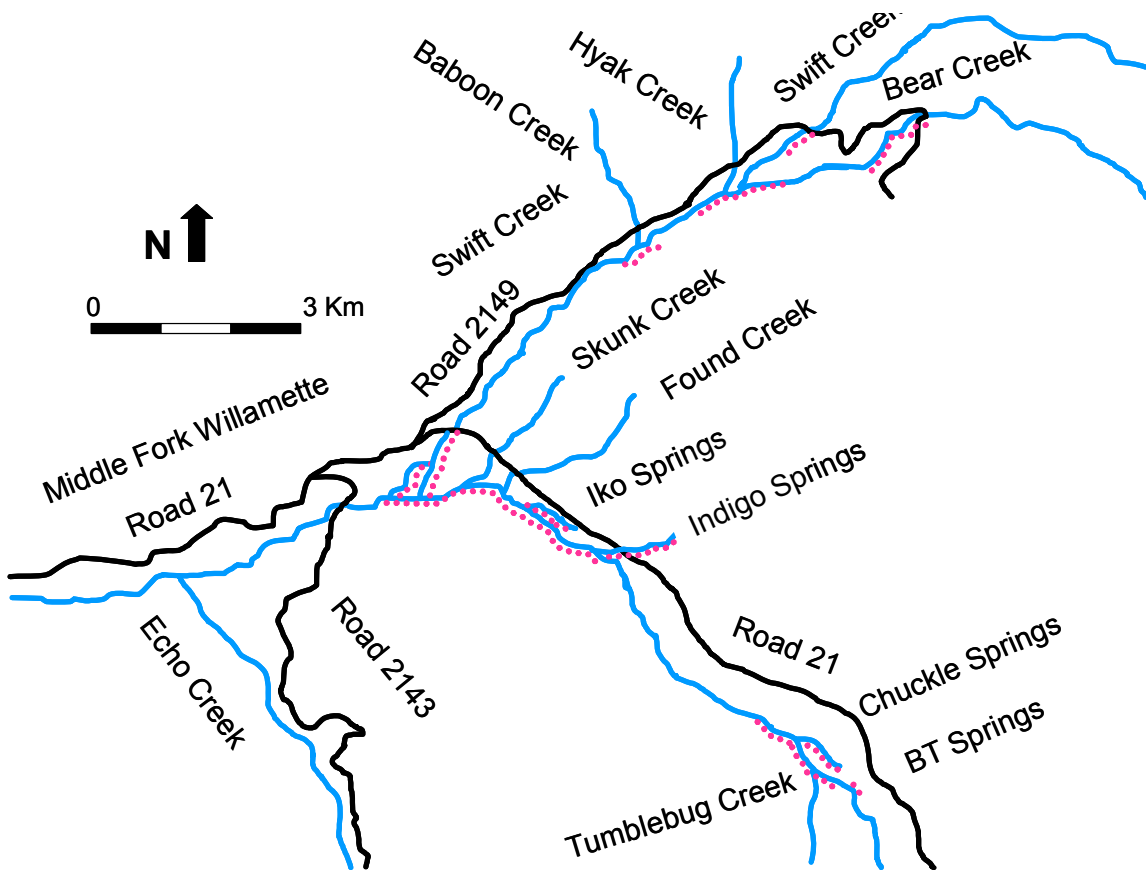 Swift Creek
Hyak Creek
Baboon Creek
Bear Creek
Swift Creek
N
0 3 Km
Road 2149
Skunk Creek
Found Creek
Middle Fork Willamette
Road 21
Iko Springs
Indigo Springs
Echo Creek
Road 2143
Road 21
Chuckle Springs
BT Springs
Tumblebug Creek